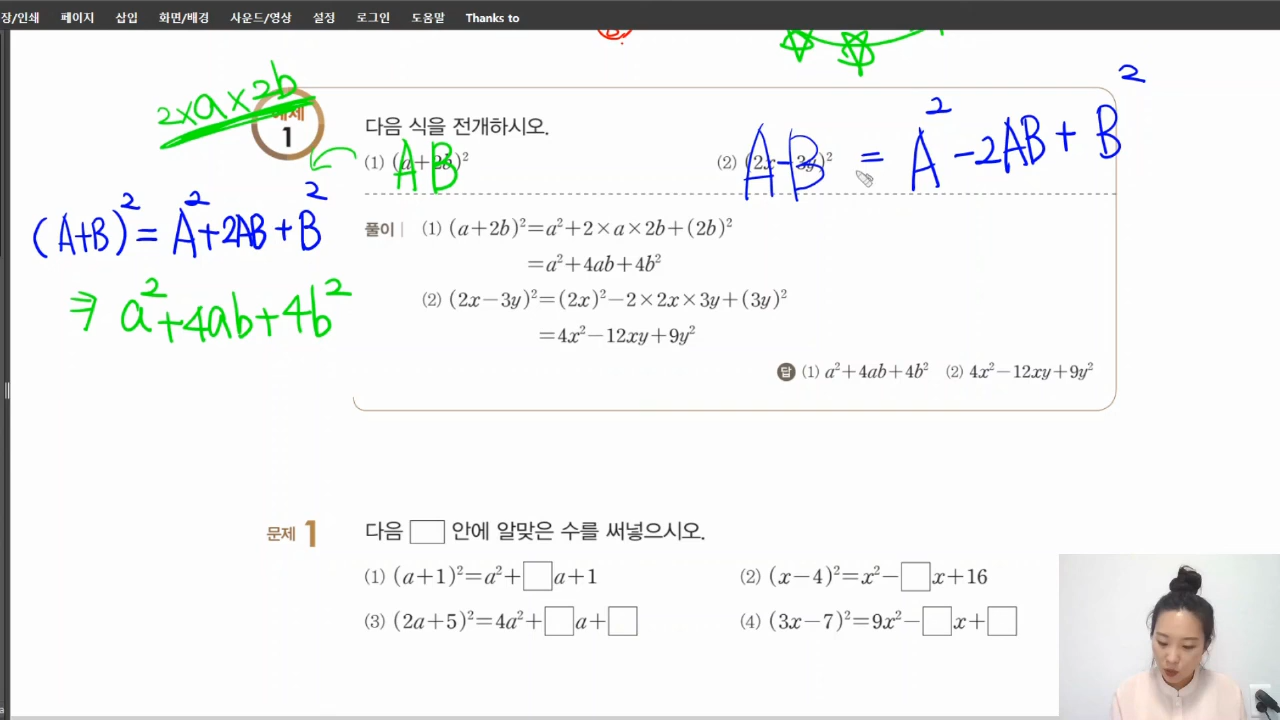 장/인쇄 페이지 삽입 화면/배경 사운드/영상 설정 로그인 도움말 Thanks to
2×a×2b
예제 1 다음 식을 전개하시오.
(1) (a+2b)² (2) (2x−3y)²
A B
A−B = A²−2AB+B²
(A+B)²=A²+2AB+B²
⇒ a²+4ab+4b²
풀이 (1) (a+2b)²=a²+2×a×2b+(2b)²
=a²+4ab+4b²
(2) (2x−3y)²=(2x)²−2×2x×3y+(3y)²
=4x²−12xy+9y²
답 (1) a²+4ab+4b² (2) 4x²−12xy+9y²
문제 1 다음 □ 안에 알맞은 수를 써넣으시오.
(1) (a+1)²=a²+□a+1 (2) (x−4)²=x²−□x+16
(3) (2a+5)²=4a²+□a+□ (4) (3x−7)²=9x²−□x+□